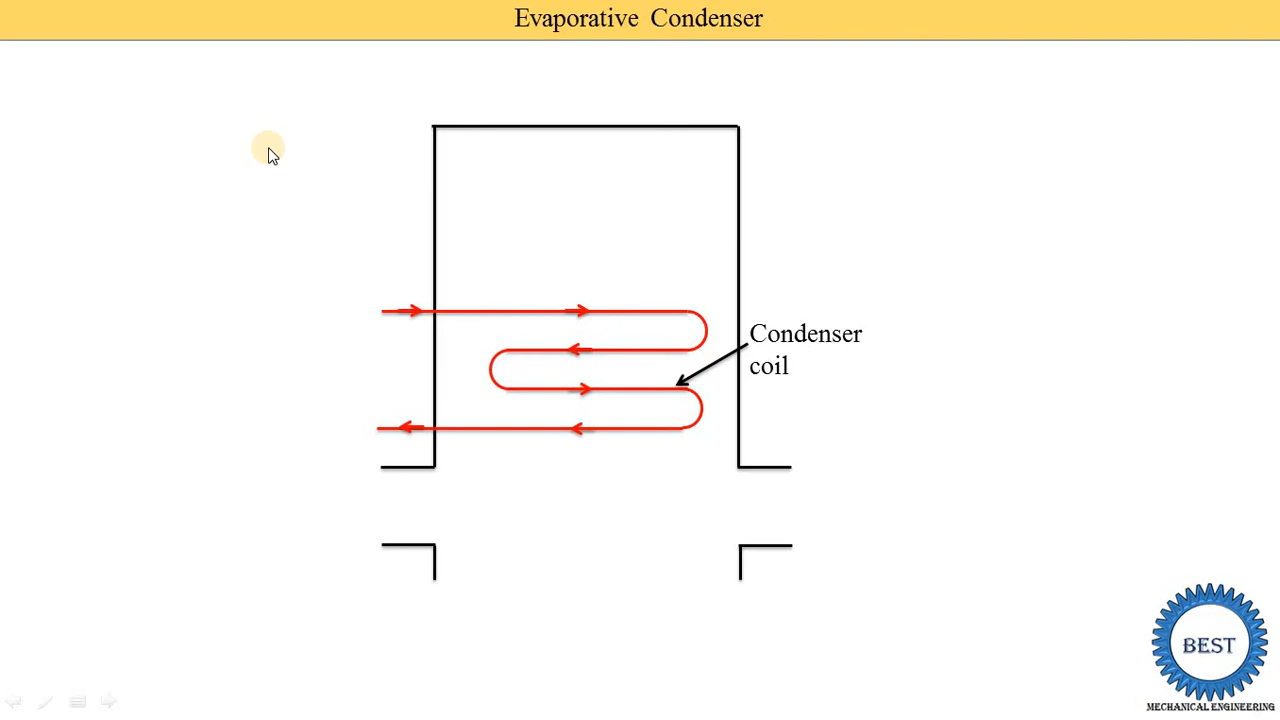 Evaporative Condenser
Condenser
coil
BEST
MECHANICAL ENGINEERING